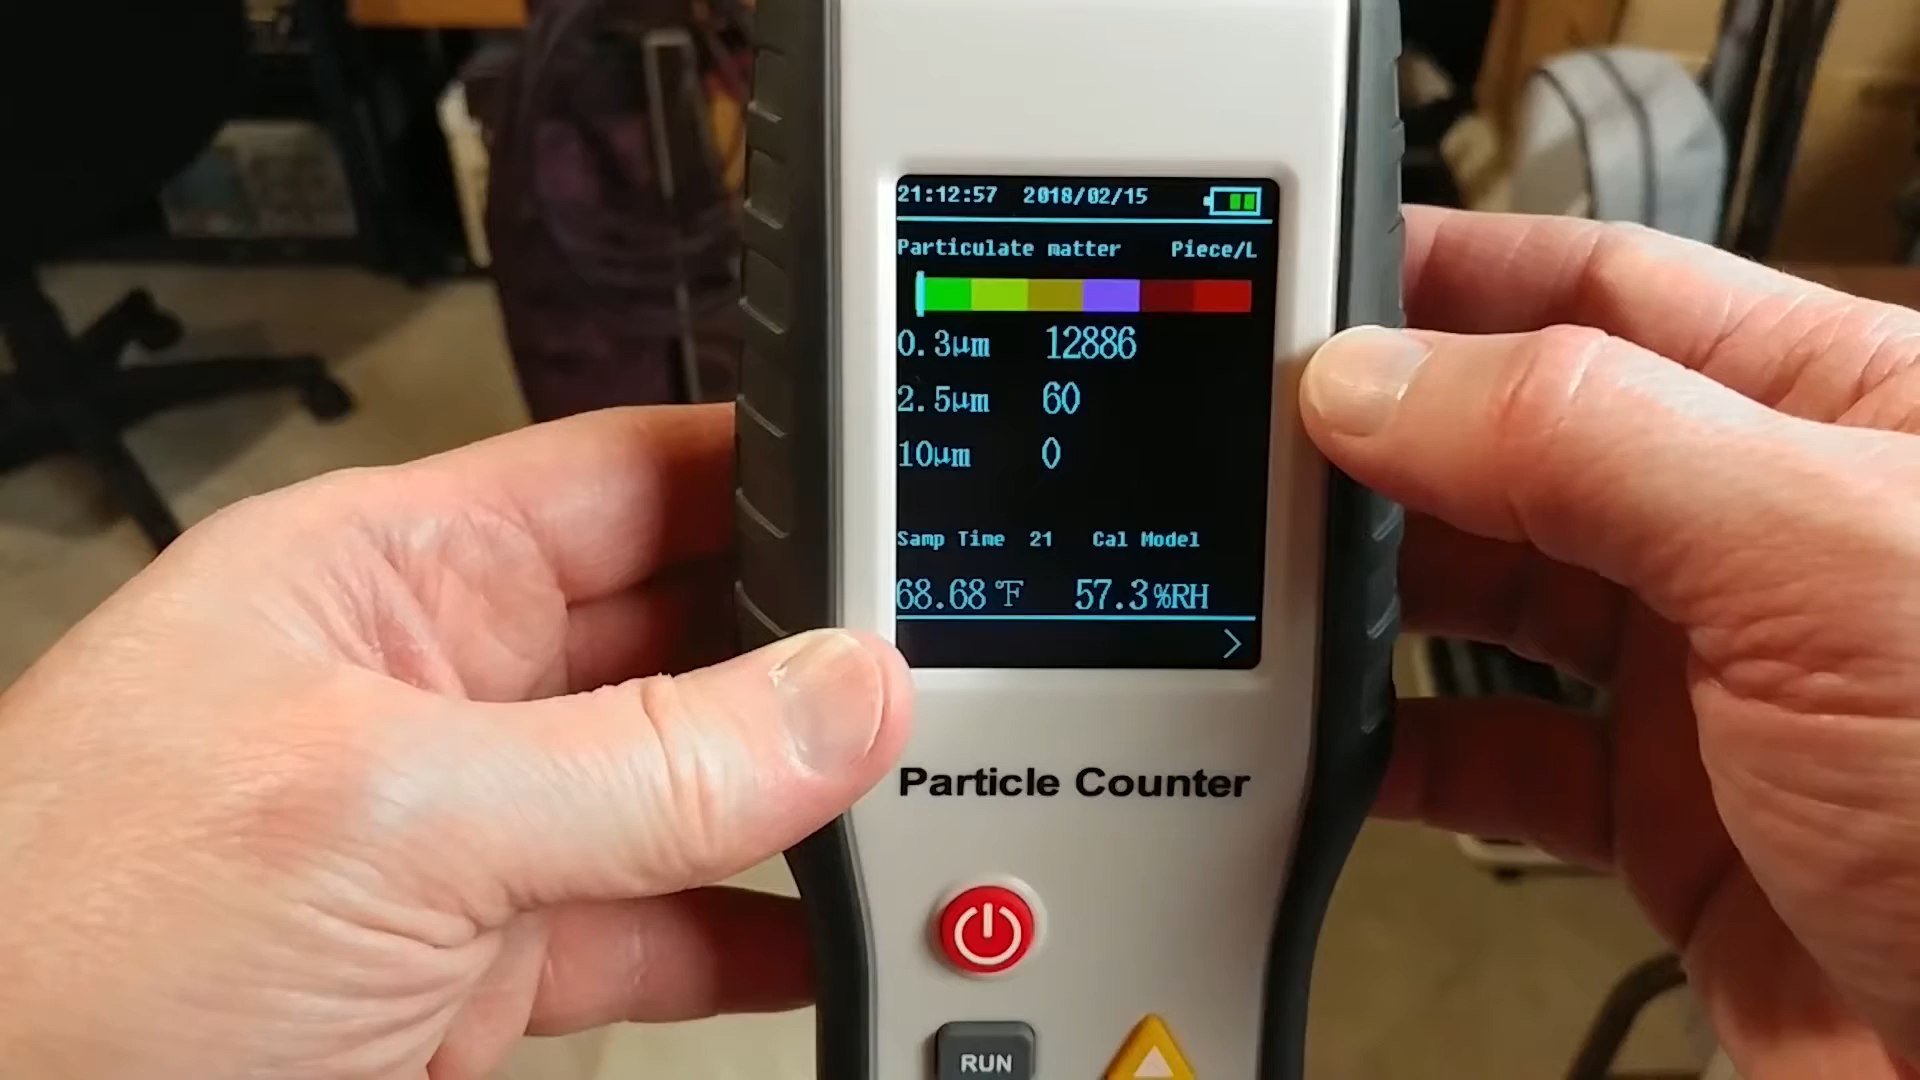 21:12:57 2018/02/15
Particulate matter Piece/L
0.3μm 12886
2.5μm 60
10μm 0
Samp Time 21 Cal Model
68.68℉ 57.3%RH
Particle Counter
RUN